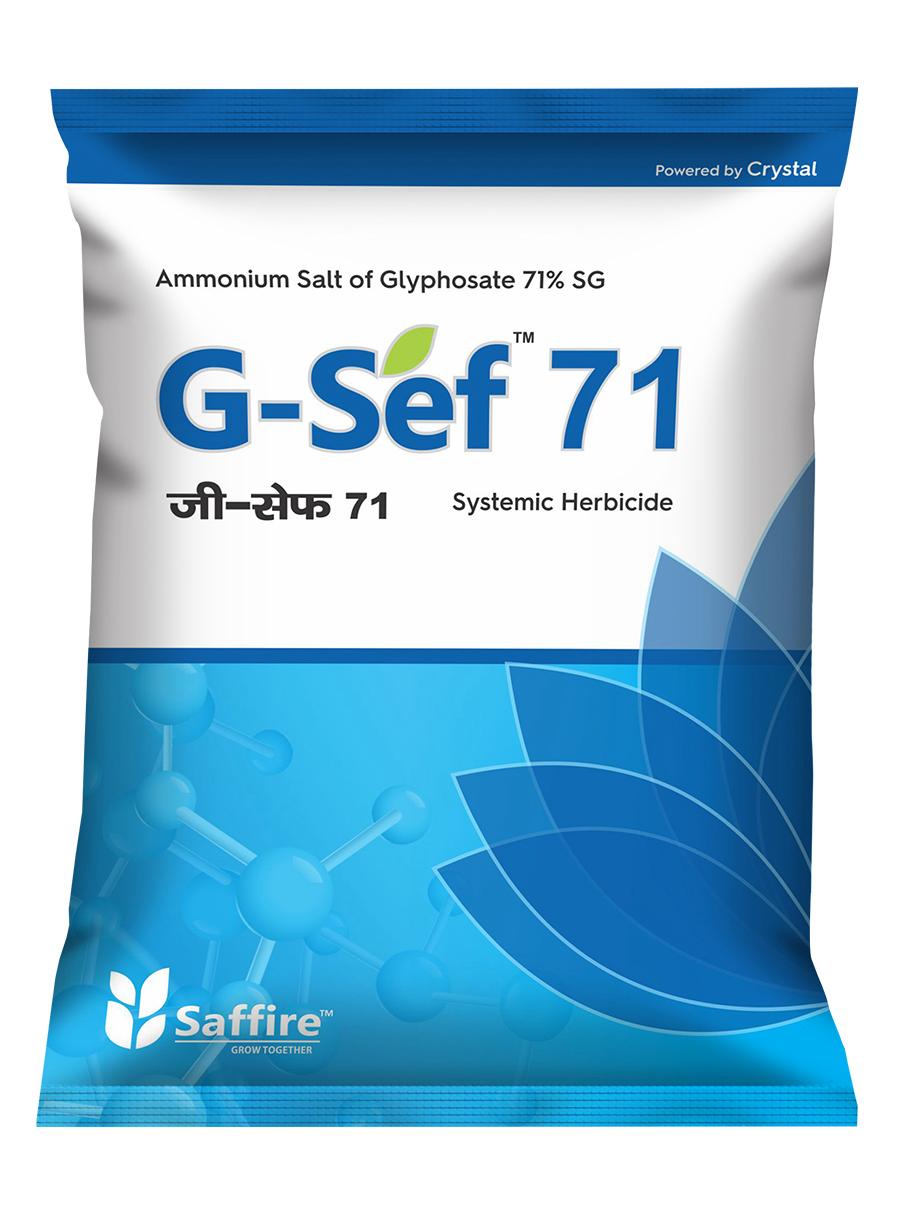 Powered by Crystal
Ammonium Salt of Glyphosate 71% SG
G-Sef™ 71
जी-सेफ 71 Systemic Herbicide
Saffire™
GROW TOGETHER